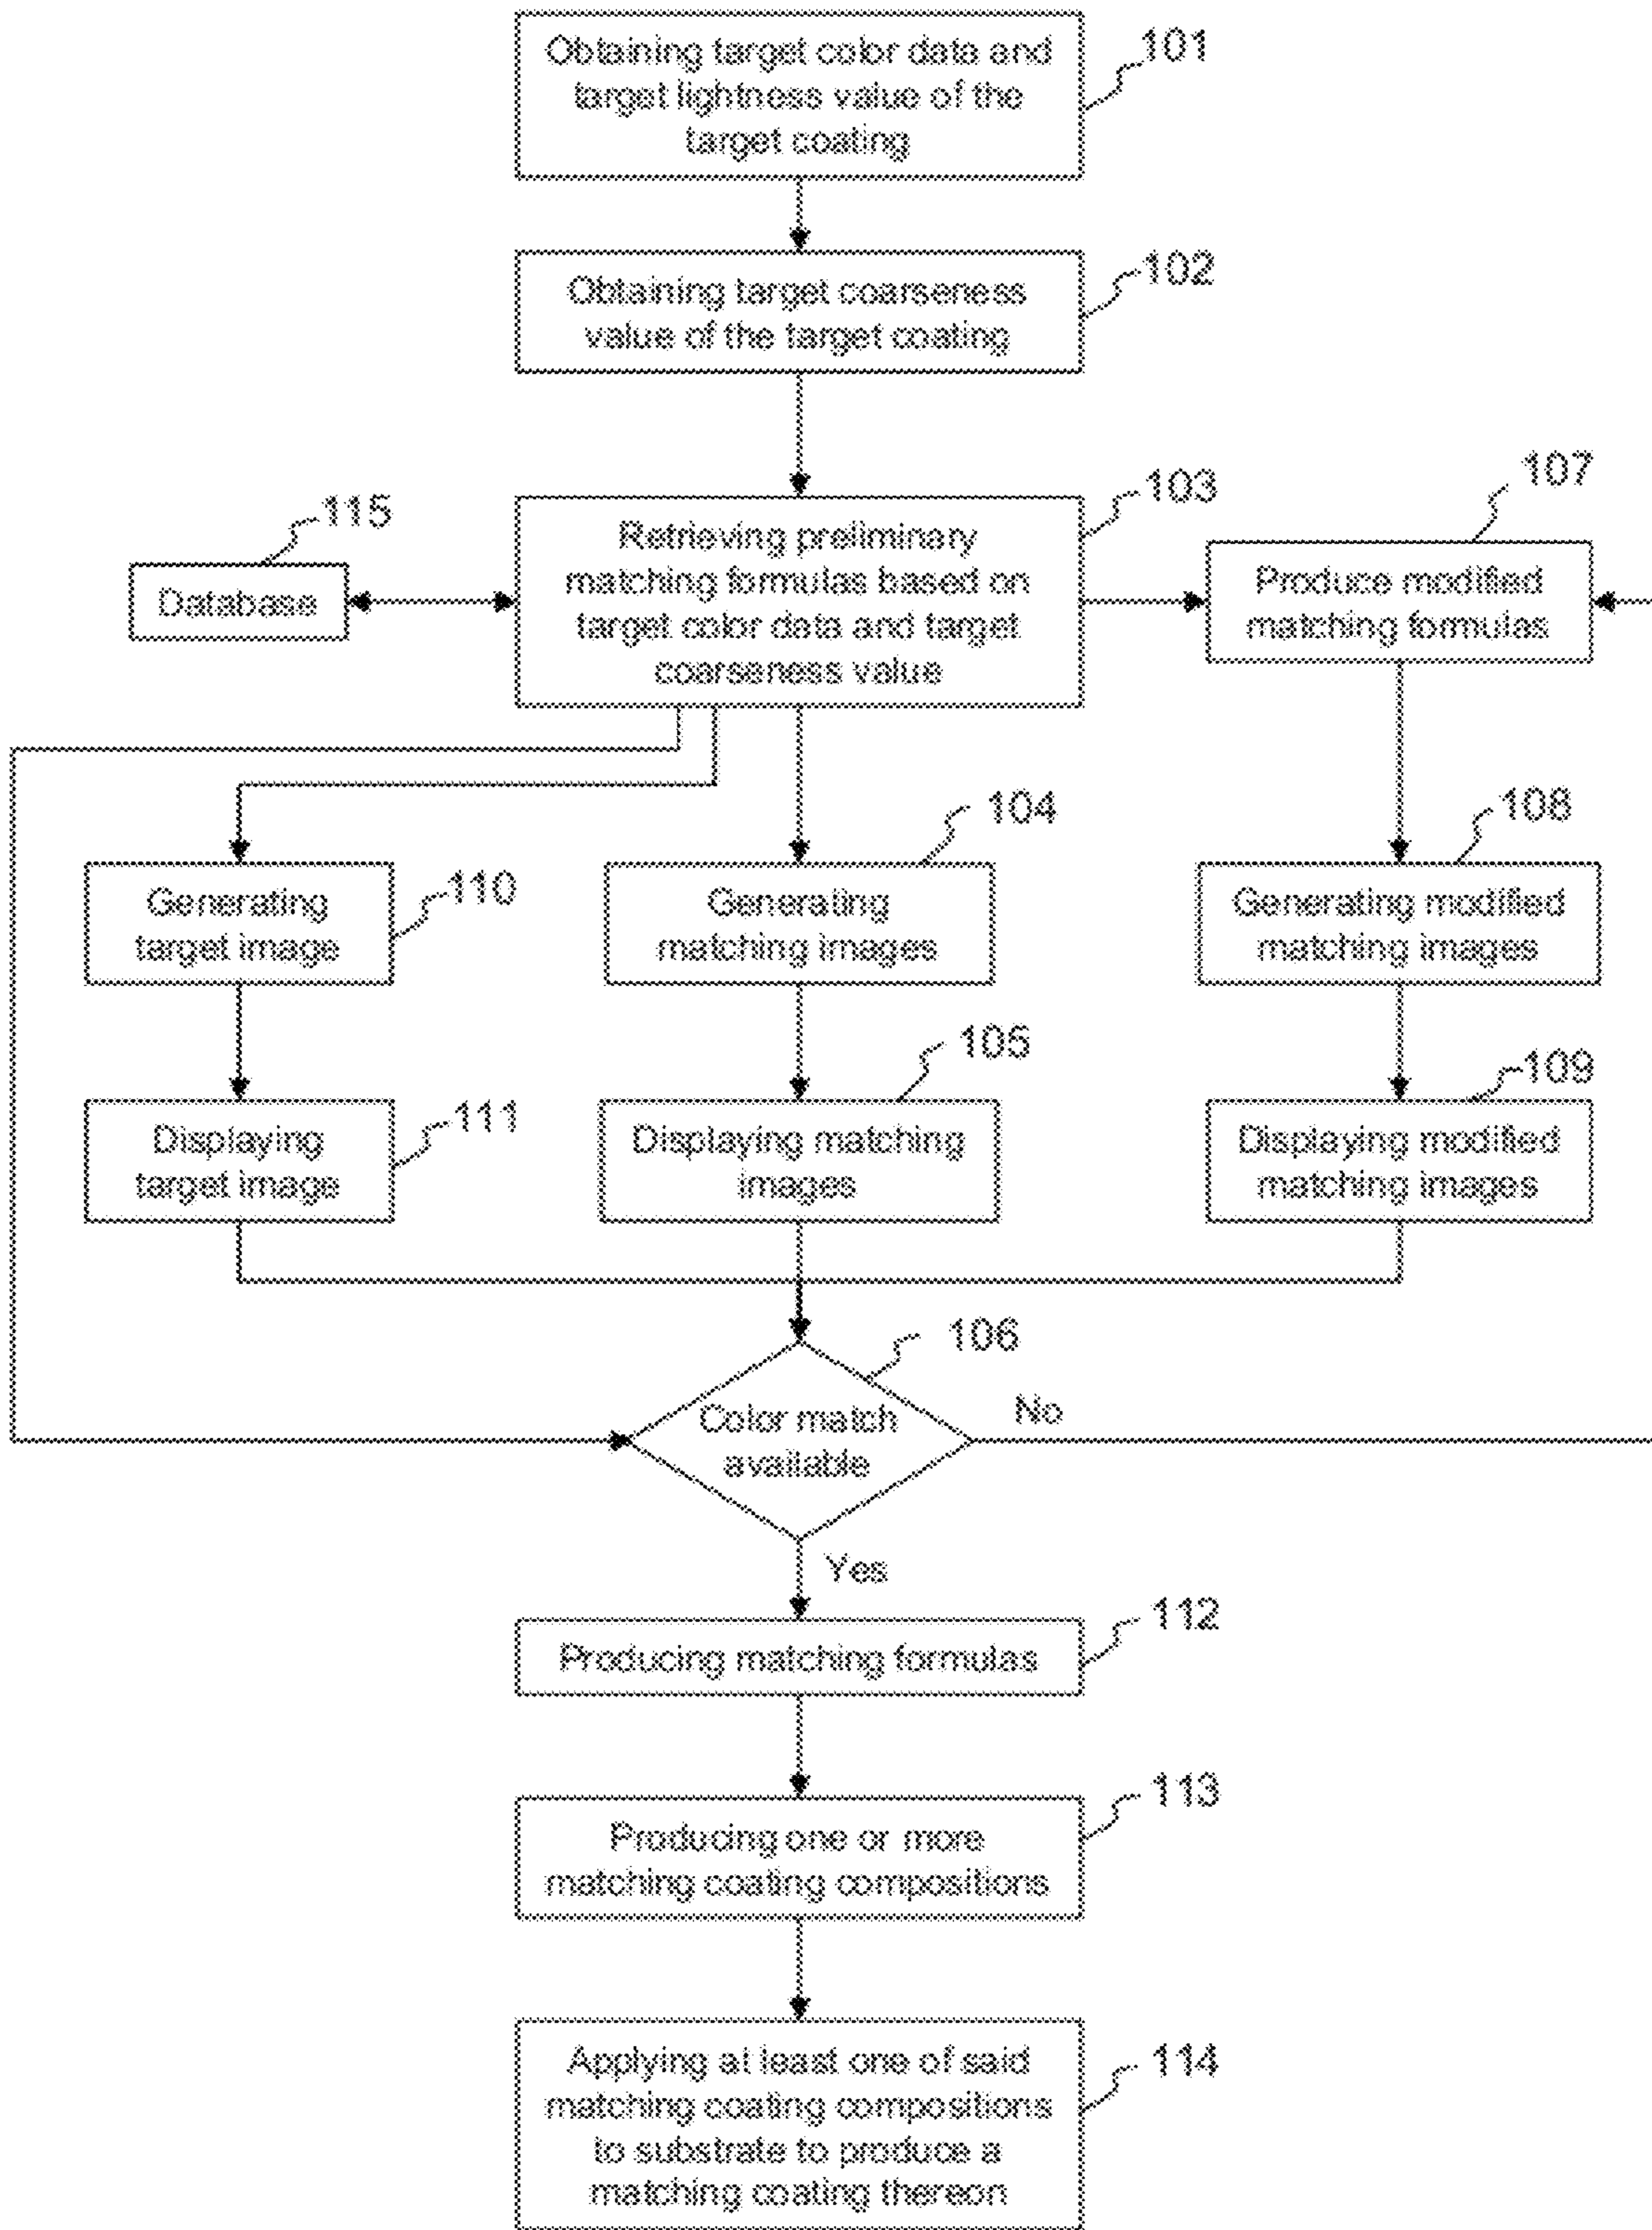 Obtaining target color data and
target lightness value of the
target coating
101
Obtaining target coarseness
value of the target coating
102
115
Database
Retrieving preliminary
matching formulas based on
target color data and target
coarseness value
103
107
Produce modified
matching formulas
Generating
target image
110
104
Generating
matching images
108
Generating modified
matching images
Displaying
target image
111
105
Displaying matching
images
109
Displaying modified
matching images
106
Color match
available
No
Yes
Producing matching formulas
112
Producing one or more
matching coating compositions
113
Applying at least one of said
matching coating compositions
to substrate to produce a
matching coating thereon
114